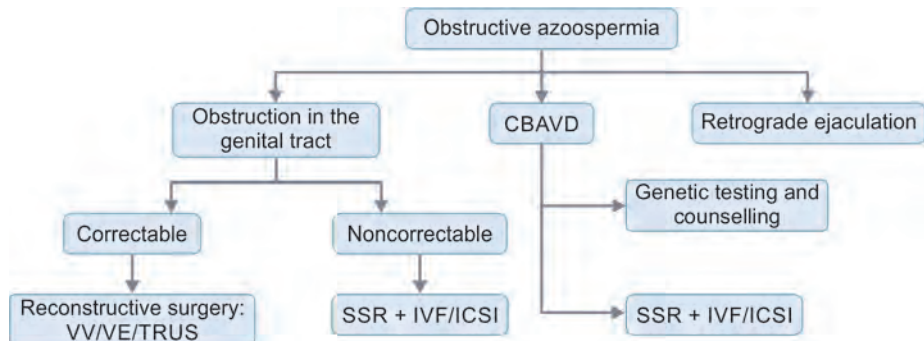 Obstructive azoospermia
Obstruction in the
genital tract
CBAVD
Retrograde ejaculation
Genetic testing and
counselling
Correctable
Noncorrectable
Reconstructive surgery:
VV/VE/TRUS
SSR + IVF/ICSI
SSR + IVF/ICSI